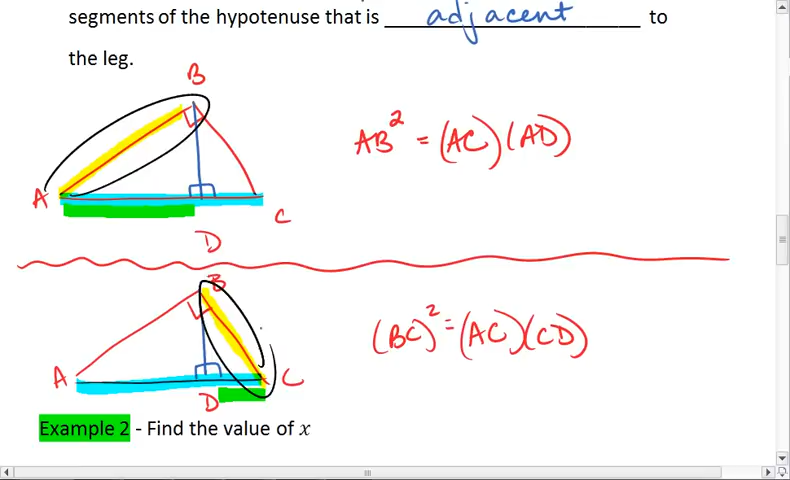 segments of the hypotenuse that is adjacent to
the leg.
B
A
C
D
AB² = (AC)(AD)
B
A
C
D
(BC)² = (AC)(CD)
Example 2 - Find the value of x